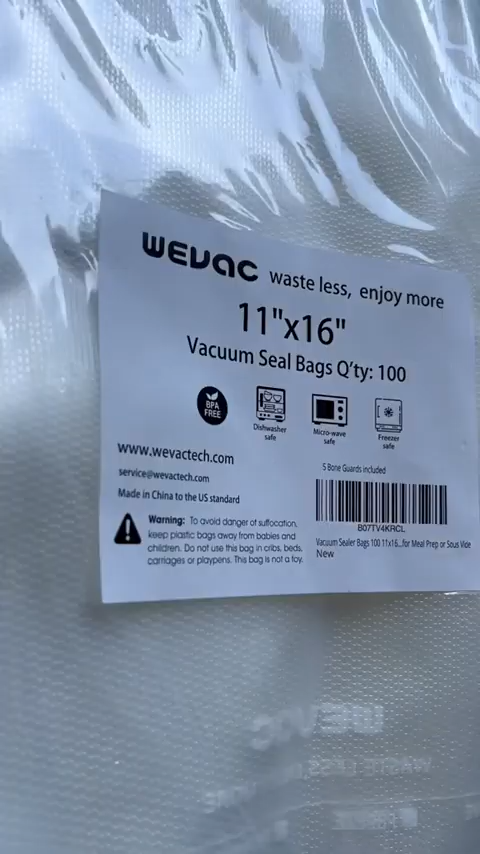 WEVAC waste less, enjoy more
11"x16"
Vacuum Seal Bags Q'ty: 100
BPA
FREE
Dishwasher
safe
Micro-wave
safe
Freezer
safe
www.wevactech.com
service@wevactech.com
Made in China to the US standard
5 Bone Guards included
B07TV4KRCL
Vacuum Sealer Bags 100 11x16...for Meal Prep or Sous Vide
New
Warning: To avoid danger of suffocation,
keep plastic bags away from babies and
children. Do not use this bag in cribs, beds,
carriages or playpens. This bag is not a toy.
WEVAC
WASTE LESS